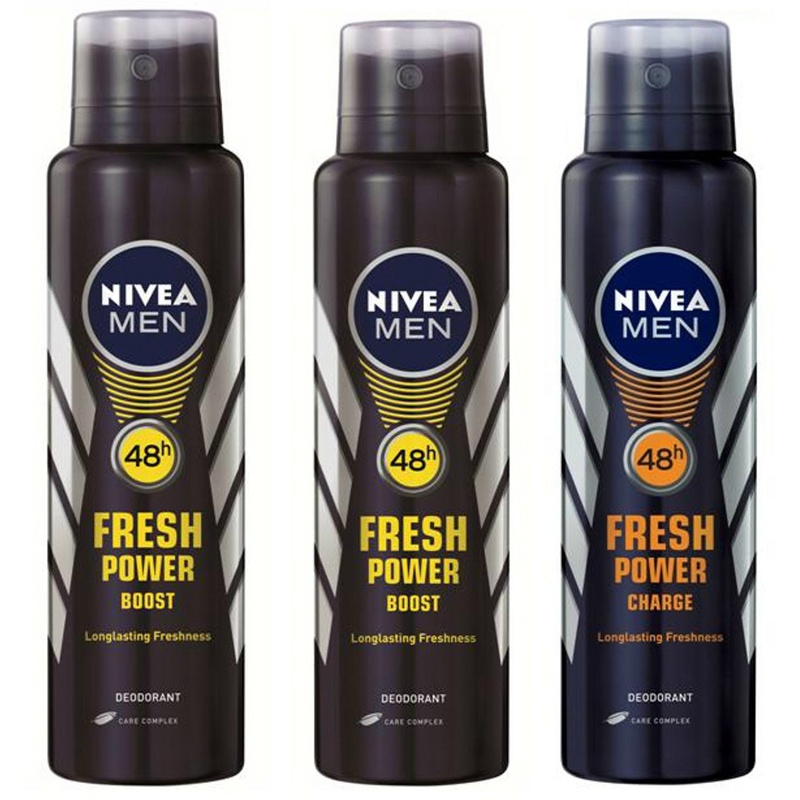 NIVEA
MEN
48h
FRESH
POWER
BOOST
Longlasting Freshness
DEODORANT
CARE COMPLEX
NIVEA
MEN
48h
FRESH
POWER
BOOST
Longlasting Freshness
DEODORANT
CARE COMPLEX
NIVEA
MEN
48h
FRESH
POWER
CHARGE
Longlasting Freshness
DEODORANT
CARE COMPLEX